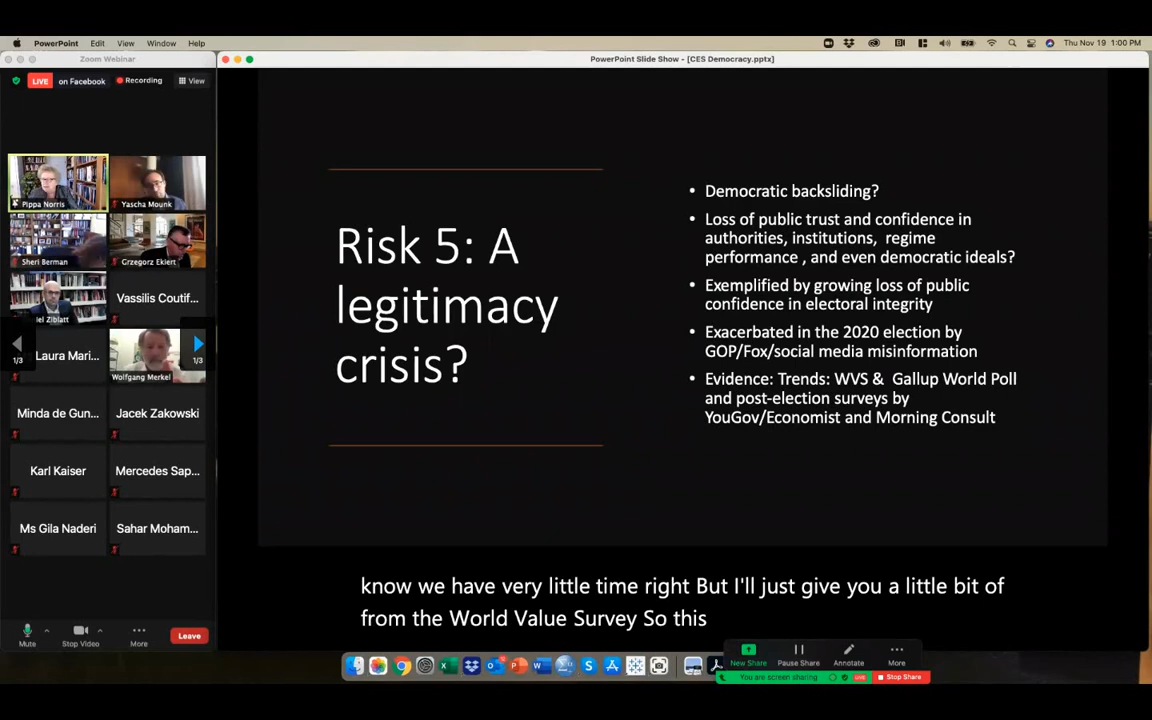 PowerPoint Edit View Window Help
Thu Nov 19 1:00 PM
Zoom Webinar
PowerPoint Slide Show - [CES Democracy.pptx]
LIVE on Facebook Recording View
Pippa Norris
Yascha Mounk
Sheri Berman
Grzegorz Ekiert
iel Ziblatt
Vassilis Coutif...
Laura Mari...
1/3
1/3
Wolfgang Merkel
Minda de Gun...
Jacek Zakowski
Karl Kaiser
Mercedes Sap...
Ms Gila Naderi
Sahar Moham...
Mute
Stop Video
More
Leave
Risk 5: A
legitimacy
crisis?
• Democratic backsliding?
• Loss of public trust and confidence in
authorities, institutions, regime
performance , and even democratic ideals?
• Exemplified by growing loss of public
confidence in electoral integrity
• Exacerbated in the 2020 election by
GOP/Fox/social media misinformation
• Evidence: Trends: WVS & Gallup World Poll
and post-election surveys by
YouGov/Economist and Morning Consult
know we have very little time right But I'll just give you a little bit of
from the World Value Survey So this
New Share
Pause Share
Annotate
More
You are screen sharing
LIVE
Stop Share